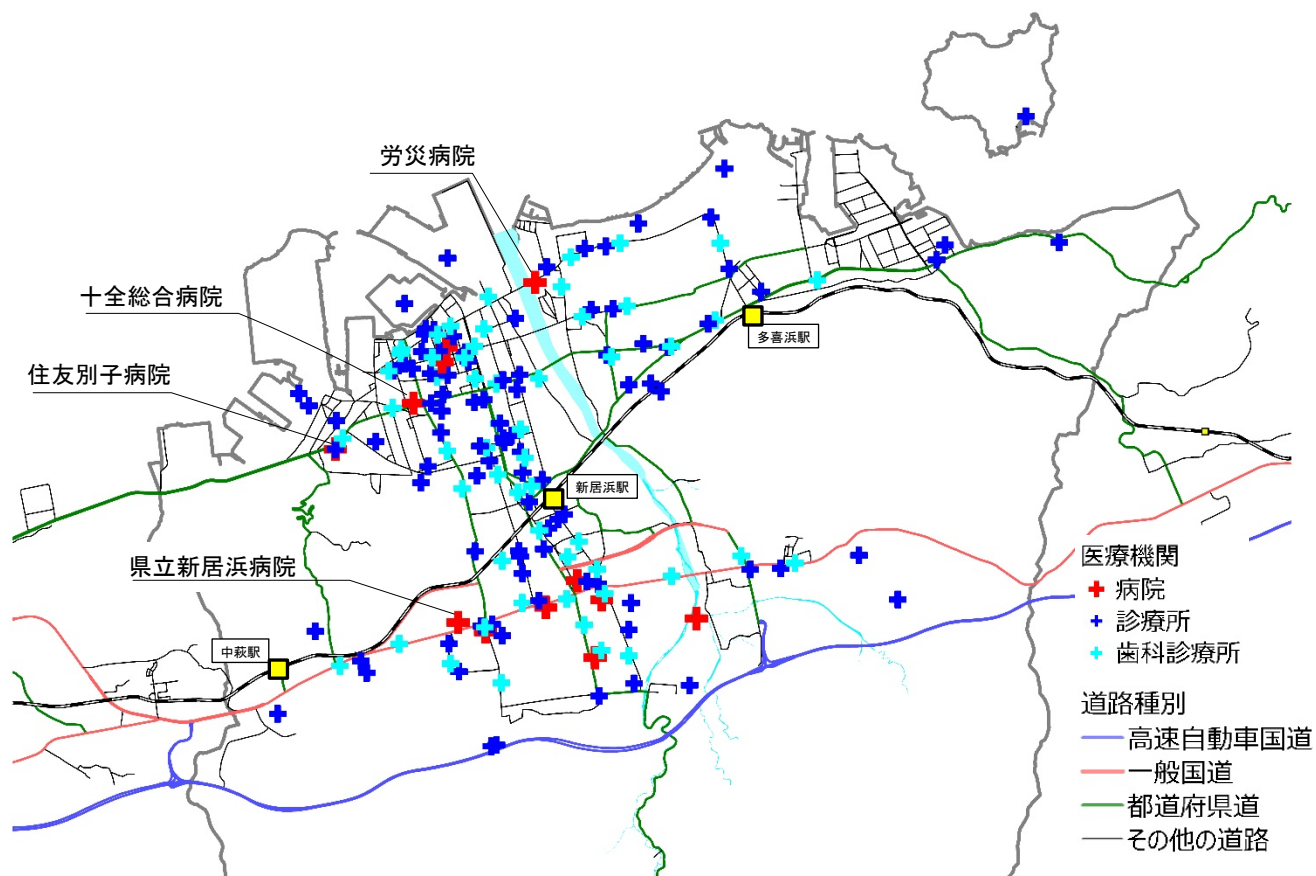 労災病院
十全総合病院
住友別子病院
多喜浜駅
新居浜駅
県立新居浜病院
中萩駅
医療機関
病院
診療所
歯科診療所
道路種別
高速自動車国道
一般国道
都道府県道
その他の道路